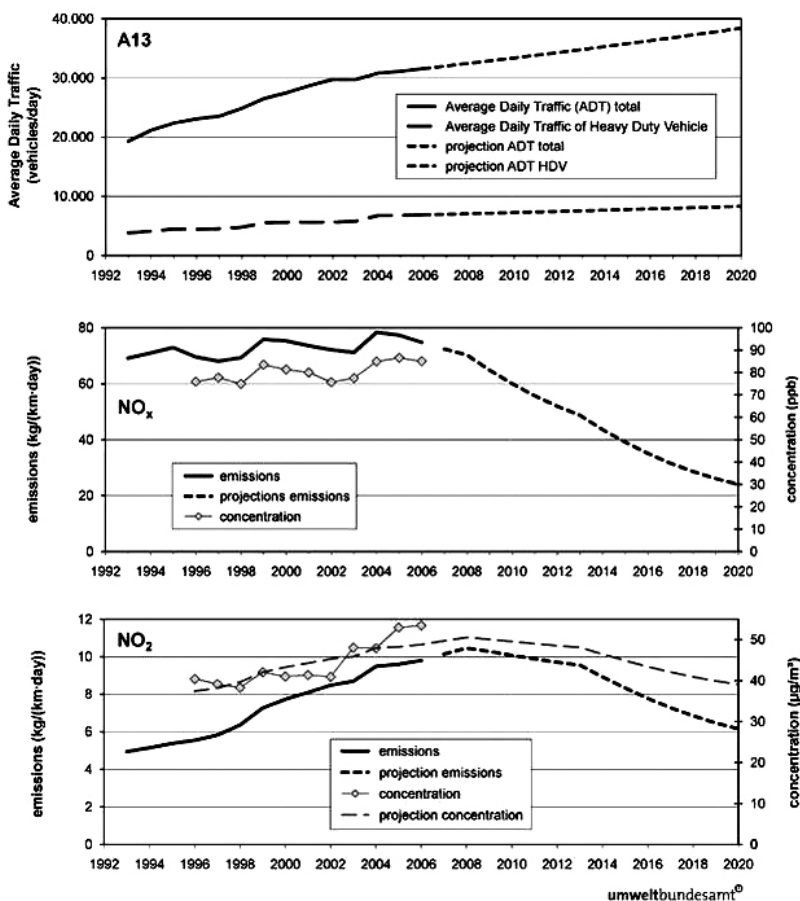 A13
Average Daily Traffic
(vehicles/day)
40.000
30.000
20.000
10.000
0
Average Daily Traffic (ADT) total
Average Daily Traffic of Heavy Duty Vehicle
projection ADT total
projection ADT HDV
1992 1994 1996 1998 2000 2002 2004 2006 2008 2010 2012 2014 2016 2018 2020
NOx
emissions (kg/(km·day))
80
60
40
20
0
emissions
projections emissions
concentration
100
90
80
70
60
50
40
30
20
10
0
concentration (ppb)
1992 1994 1996 1998 2000 2002 2004 2006 2008 2010 2012 2014 2016 2018 2020
NO2
emissions (kg/(km·day))
12
10
8
6
4
2
0
emissions
projection emissions
concentration
projection concentration
50
40
30
20
10
0
concentration (µg/m³)
1992 1994 1996 1998 2000 2002 2004 2006 2008 2010 2012 2014 2016 2018 2020
umweltbundesamt